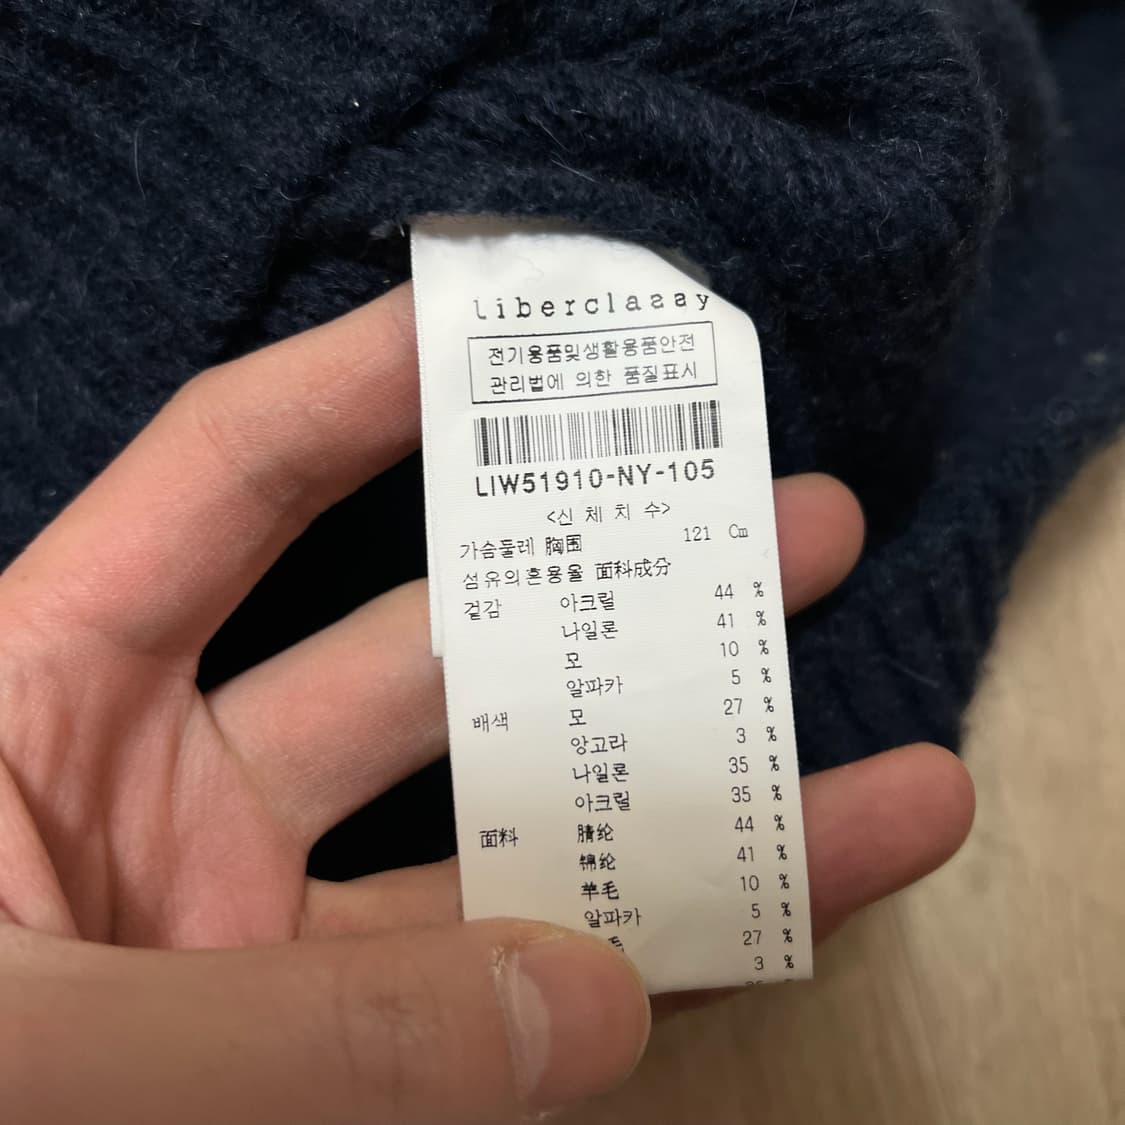 liberclassy
전기용품및생활용품안전
관리법에 의한 품질표시
LIW51910-NY-105
<신 체 치 수>
가슴둘레 胸围 121 Cm
섬유의혼용율 面料成分
겉감 아크릴 44 %
나일론 41 %
모 10 %
알파카 5 %
배색 모 27 %
앙고라 3 %
나일론 35 %
아크릴 35 %
面料 腈纶 44 %
锦纶 41 %
羊毛 10 %
알파카 5 %
27 %
3 %